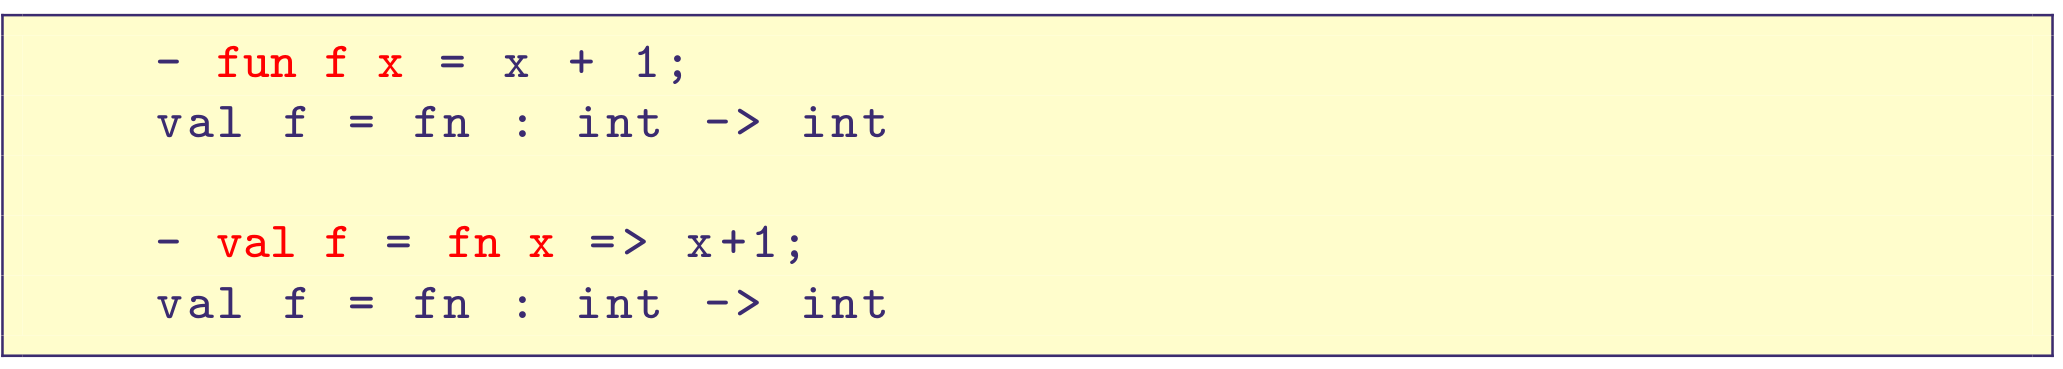 - fun f x = x + 1;
val f = fn : int -> int
- val f = fn x => x+1;
val f = fn : int -> int